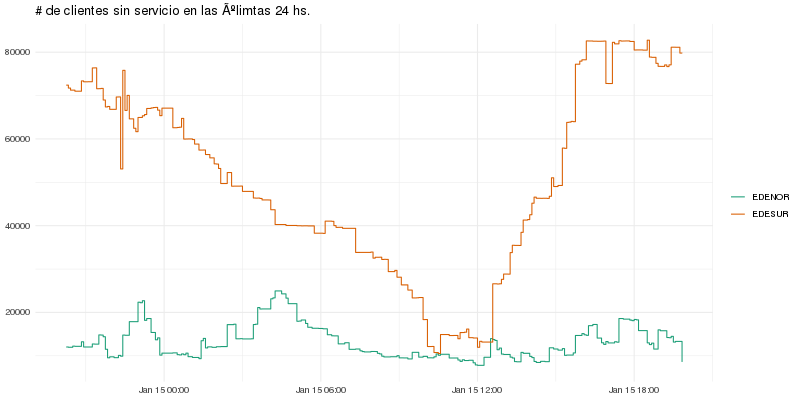 # de clientes sin servicio en las Ãºlimtas 24 hs.
80000
60000
40000
20000
Jan 15 00:00
Jan 15 06:00
Jan 15 12:00
Jan 15 18:00
EDENOR
EDESUR